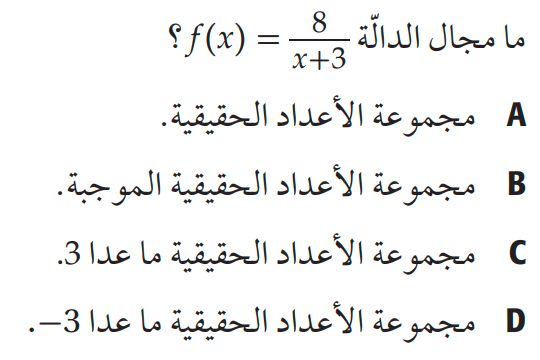 ما مجال الدالّة f(x) = 8/(x+3) ؟
A مجموعة الأعداد الحقيقية.
B مجموعة الأعداد الحقيقية الموجبة.
C مجموعة الأعداد الحقيقية ما عدا 3.
D مجموعة الأعداد الحقيقية ما عدا 3−.